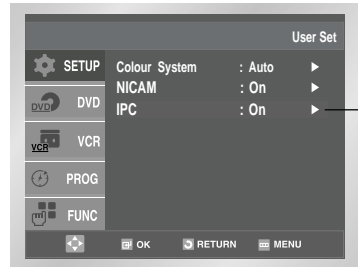 User Set
SETUP
DVD DVD
VCR VCR
PROG
FUNC
Colour System : Auto ►
NICAM : On ►
IPC : On ►
OK RETURN MENU